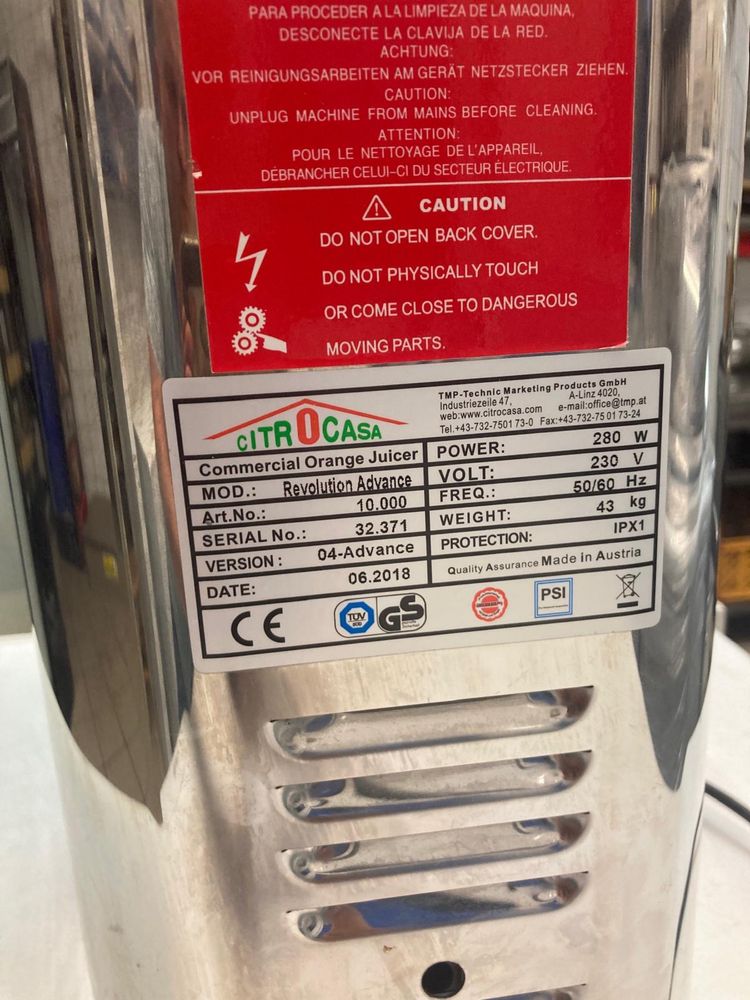 PARA PROCEDER A LA LIMPIEZA DE LA MAQUINA,
DESCONECTE LA CLAVIJA DE LA RED.
ACHTUNG:
VOR REINIGUNGSARBEITEN AM GERÄT NETZSTECKER ZIEHEN.
CAUTION:
UNPLUG MACHINE FROM MAINS BEFORE CLEANING.
ATTENTION:
POUR LE NETTOYAGE DE L'APPAREIL,
DÉBRANCHER CELUI-CI DU SECTEUR ÉLECTRIQUE.
CAUTION
DO NOT OPEN BACK COVER.
DO NOT PHYSICALLY TOUCH
OR COME CLOSE TO DANGEROUS
MOVING PARTS.
CITROCASA
TMP-Technic Marketing Products GmbH
Industriezeile 47, A-Linz 4020,
web:www.citrocasa.com e-mail:office@tmp.at
Tel.+43-732-7501 73-0 Fax:+43-732-75 01 73-24
Commercial Orange Juicer
MOD.: Revolution Advance
Art.No.: 10.000
SERIAL No.: 32.371
VERSION : 04-Advance
DATE: 06.2018
POWER: 280 W
VOLT: 230 V
FREQ.: 50/60 Hz
WEIGHT: 43 kg
PROTECTION: IPX1
Quality Assurance Made in Austria
CE
TÜV
GS
PSI